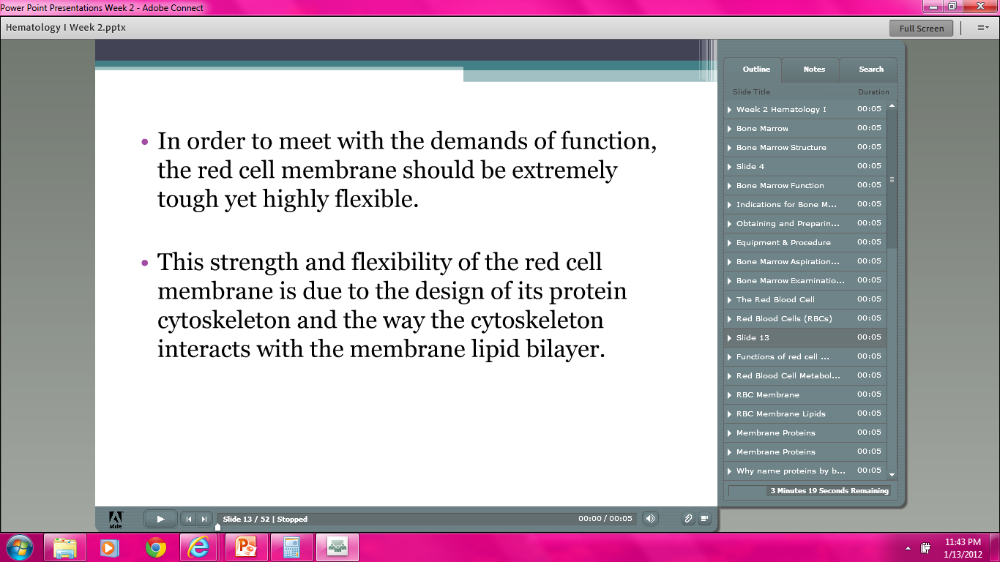 Power Point Presentations Week 2 - Adobe Connect
Hematology I Week 2.pptx
Full Screen
• In order to meet with the demands of function,
the red cell membrane should be extremely
tough yet highly flexible.
• This strength and flexibility of the red cell
membrane is due to the design of its protein
cytoskeleton and the way the cytoskeleton
interacts with the membrane lipid bilayer.
Outline Notes Search
Slide Title Duration
Week 2 Hematology I 00:05
Bone Marrow 00:05
Bone Marrow Structure 00:05
Slide 4 00:05
Bone Marrow Function 00:05
Indications for Bone M... 00:05
Obtaining and Preparin... 00:05
Equipment & Procedure 00:05
Bone Marrow Aspiration... 00:05
Bone Marrow Examinatio... 00:05
The Red Blood Cell 00:05
Red Blood Cells (RBCs) 00:05
Slide 13 00:05
Functions of red cell ... 00:05
Red Blood Cell Metabol... 00:05
RBC Membrane 00:05
RBC Membrane Lipids 00:05
Membrane Proteins 00:05
Membrane Proteins 00:05
Why name proteins by b... 00:05
3 Minutes 19 Seconds Remaining
Adobe
Slide 13 / 52 | Stopped
00:00 / 00:05
11:43 PM
1/13/2012